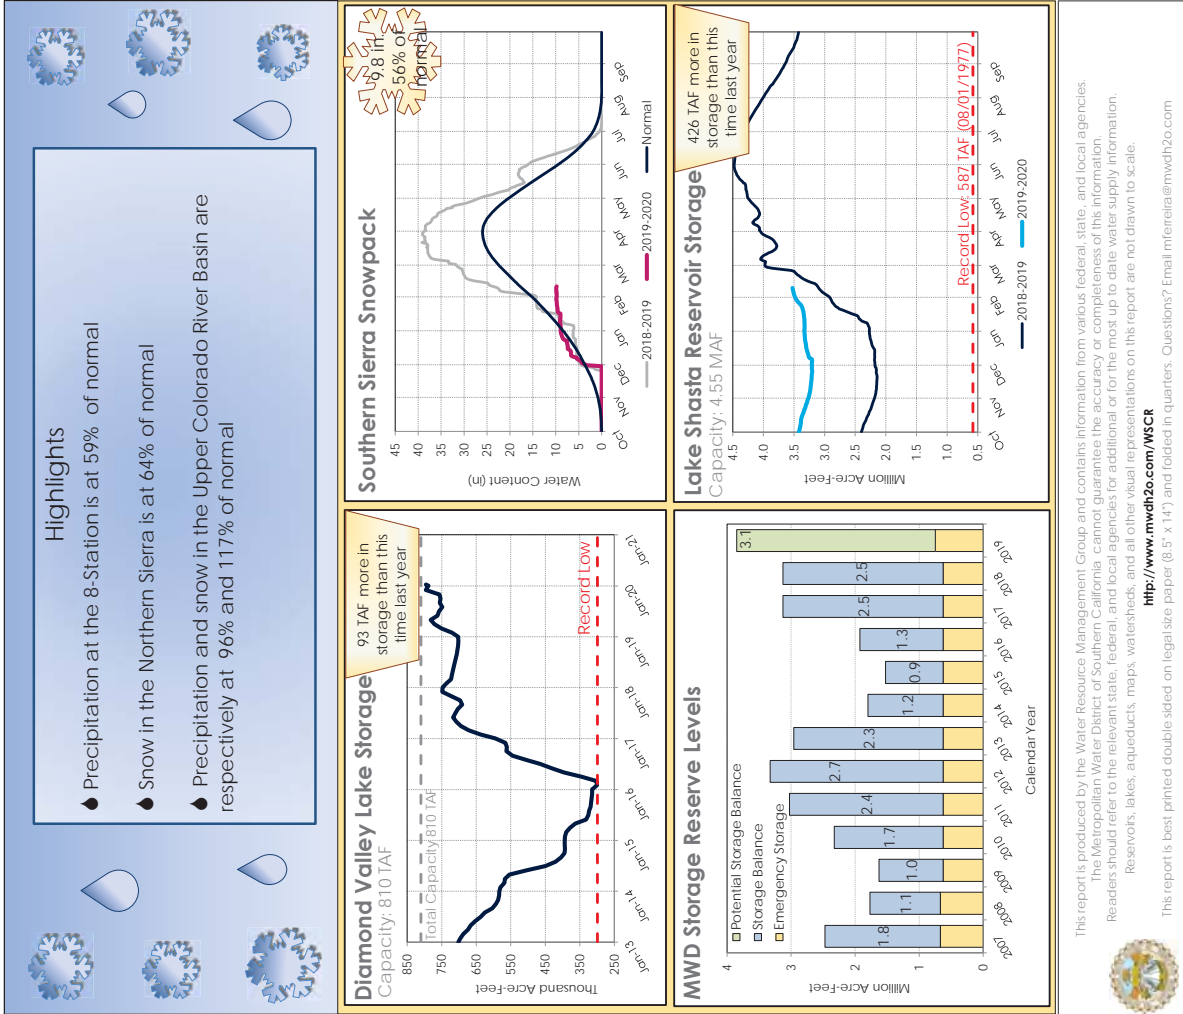 Highlights
Precipitation at the 8-Station is at 59% of normal
Snow in the Northern Sierra is at 64% of normal
Precipitation and snow in the Upper Colorado River Basin are
respectively at 96% and 117% of normal
Diamond Valley Lake Storage
Capacity: 810 TAF
93 TAF more in
storage than this
time last year
850
750
650
550
450
350
250
Thousand Acre-Feet
Total Capacity 810 TAF
Record Low
Jan-13
Jan-14
Jan-15
Jan-16
Jan-17
Jan-18
Jan-19
Jan-20
Jan-21
Southern Sierra Snowpack
9.8 in.
56% of
normal
45
40
35
30
25
20
15
10
5
0
Water Content (in)
Oct
Nov
Dec
Jan
Feb
Mar
Apr
May
Jun
Jul
Aug
Sep
2018-2019
2019-2020
Normal
MWD Storage Reserve Levels
4
3
2
1
0
Million Acre-Feet
Potential Storage Balance
Storage Balance
Emergency Storage
1.8
1.1
1.0
1.7
2.4
2.7
2.3
1.2
0.9
1.3
2.5
2.5
3.1
2007
2008
2009
2010
2011
2012
2013
2014
2015
2016
2017
2018
2019
Calendar Year
Lake Shasta Reservoir Storage
Capacity: 4.55 MAF
426 TAF more in
storage than this
time last year
4.5
4.0
3.5
3.0
2.5
2.0
1.5
1.0
0.5
Million Acre-Feet
Record Low: 587 TAF (08/01/1977)
Oct
Nov
Dec
Jan
Feb
Mar
Apr
May
Jun
Jul
Aug
Sep
2018-2019
2019-2020
This report is produced by the Water Resource Management Group and contains information from various federal, state, and local agencies.
The Metropolitan Water District of Southern California cannot guarantee the accuracy or completeness of this information.
Readers should refer to the relevant state, federal, and local agencies for additional or for the most up to date water supply information.
Reservoirs, lakes, aqueducts, maps, watersheds, and all other visual representations on this report are not drawn to scale.
http://www.mwdh2o.com/WSCR
This report is best printed double sided on legal size paper (8.5" x 14") and folded in quarters. Questions? Email mferreira@mwdh2o.com